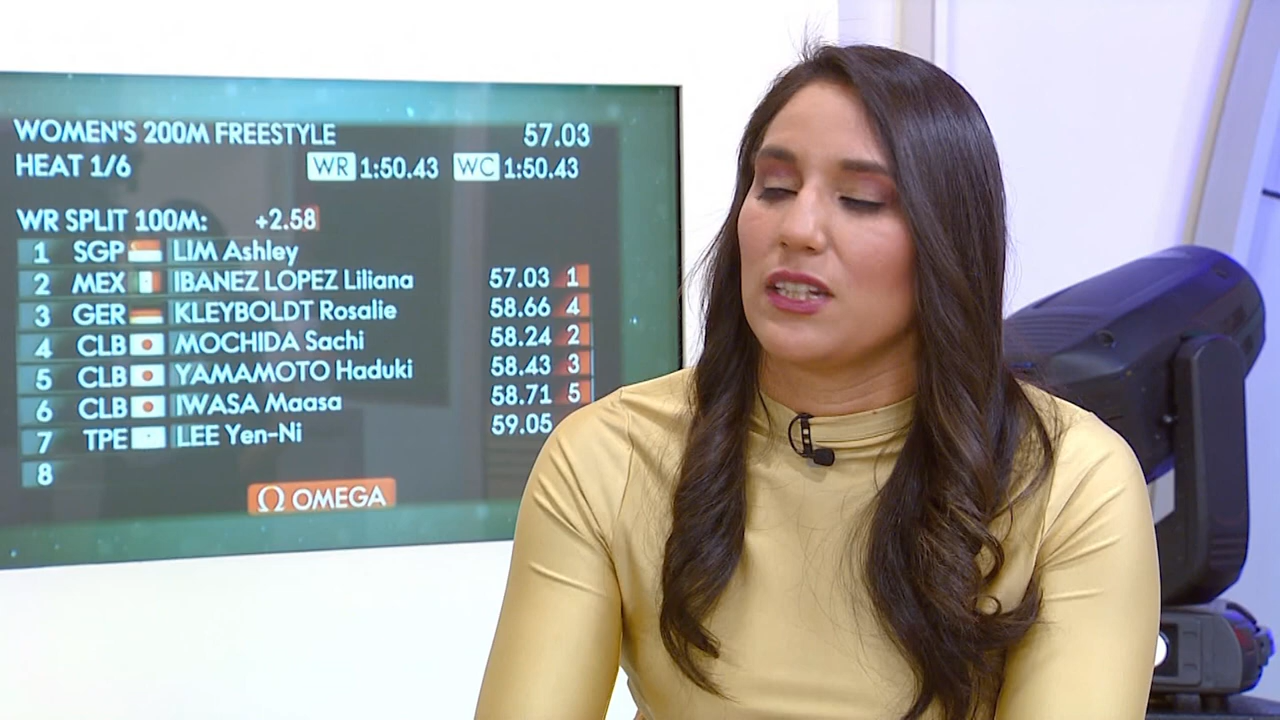 WOMEN'S 200M FREESTYLE 57.03
HEAT 1/6 WR 1:50.43 WC 1:50.43
WR SPLIT 100M: +2.58
1 SGP LIM Ashley
2 MEX IBANEZ LOPEZ Liliana 57.03 1
3 GER KLEYBOLDT Rosalie 58.66 4
4 CLB MOCHIDA Sachi 58.24 2
5 CLB YAMAMOTO Haduki 58.43 3
6 CLB IWASA Maasa 58.71 5
7 TPE LEE Yen-Ni 59.05
8
Ω OMEGA